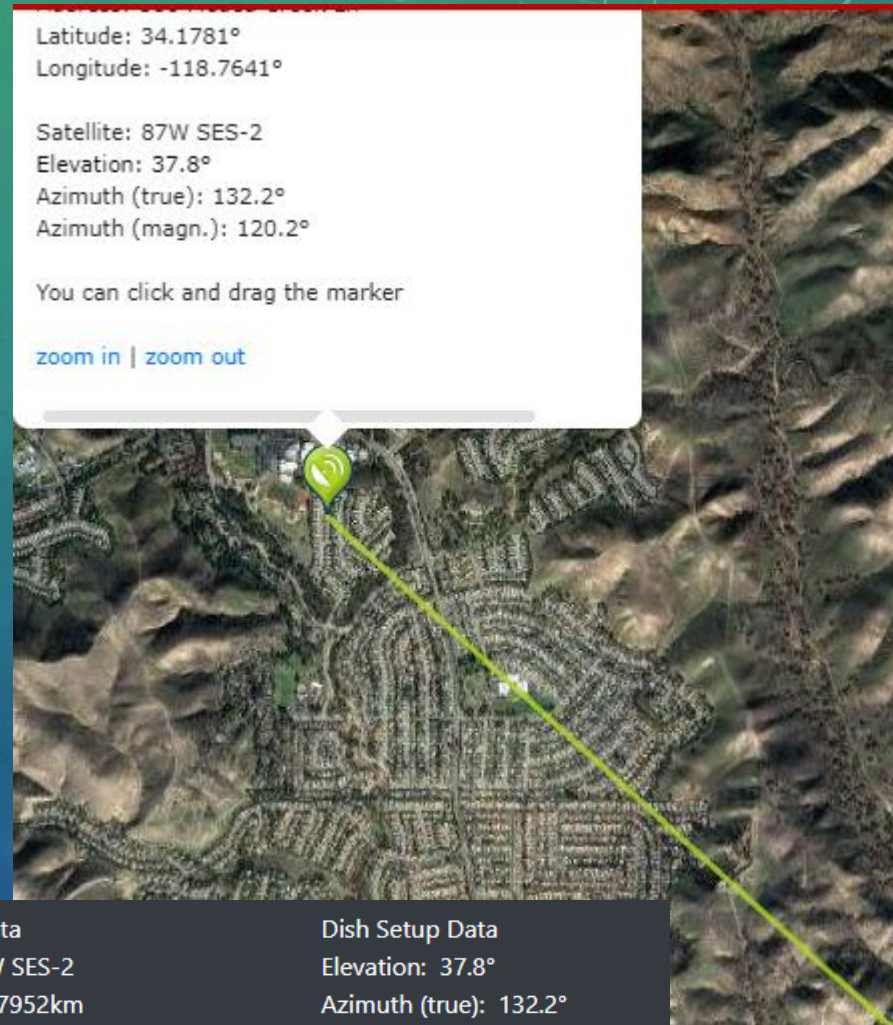 Latitude: 34.1781°
Longitude: -118.7641°
Satellite: 87W SES-2
Elevation: 37.8°
Azimuth (true): 132.2°
Azimuth (magn.): 120.2°
You can click and drag the marker
zoom in | zoom out
ta Dish Setup Data
SES-2 Elevation: 37.8°
7952km Azimuth (true): 132.2°